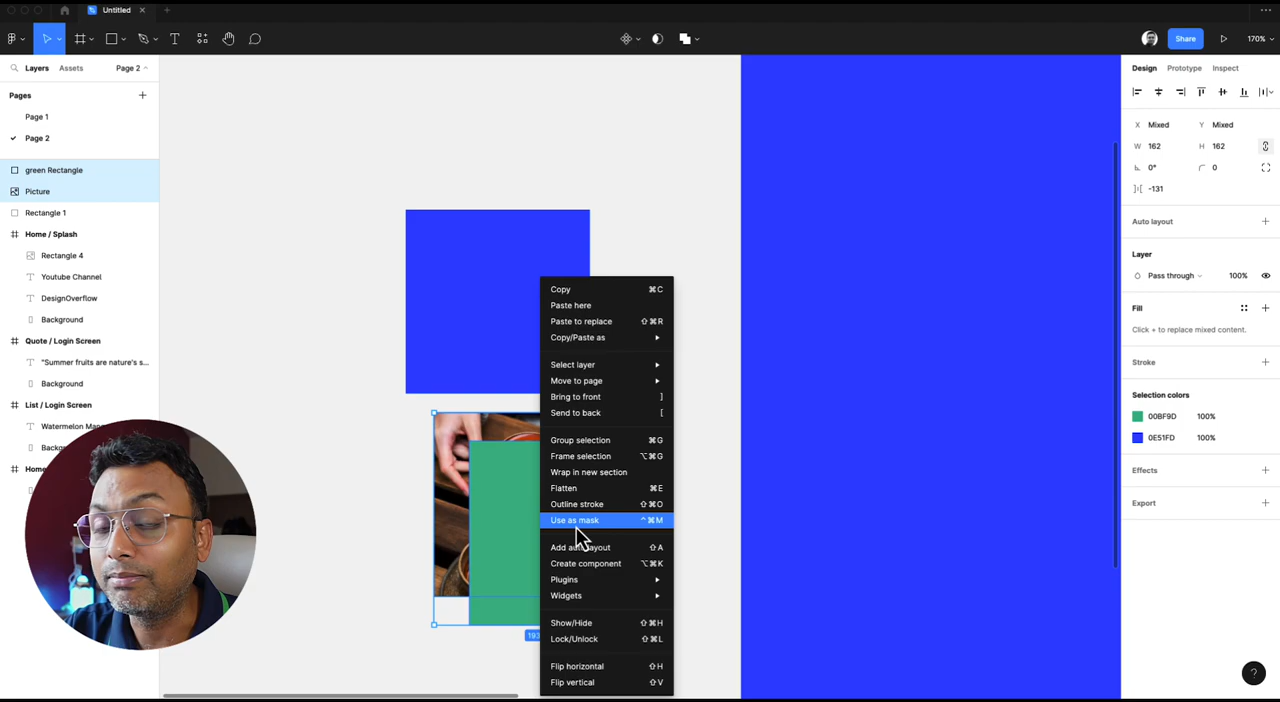 Untitled
Share
170%
Layers
Assets
Page 2
Design
Prototype
Inspect
Pages
Page 1
Page 2
green Rectangle
Picture
Rectangle 1
Home / Splash
Rectangle 4
Youtube Channel
DesignOverflow
Background
Quote / Login Screen
"Summer fruits are nature's s...
Background
List / Login Screen
Watermelon
Copy ⌘C
Paste here
Paste to replace ⇧⌘R
Copy/Paste as
Select layer
Move to page
Bring to front ]
Send to back [
Group selection ⌘G
Frame selection ⌥⌘G
Wrap in new section
Flatten ⌘E
Outline stroke ⇧⌘O
Use as mask ^⌘M
Add auto layout ⇧A
Create component ⌥⌘K
Plugins
Widgets
Show/Hide ⇧⌘H
Lock/Unlock ⇧⌘L
Flip horizontal ⇧H
Flip vertical ⇧V
X Mixed Y Mixed
W 162 H 162
0° 0
-131
Auto layout
Layer
Pass through 100%
Fill
Click + to replace mixed content.
Stroke
Selection colors
00BF9D 100%
0E51FD 100%
Effects
Export
?